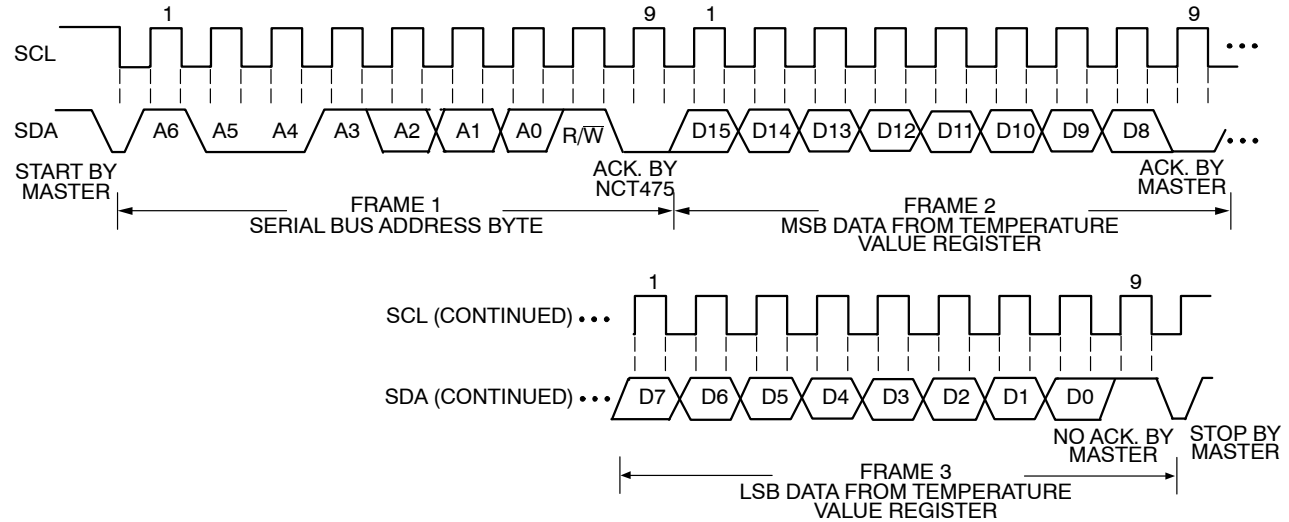 1 9 1 9
SCL
SDA A6 A5 A4 A3 A2 A1 A0 R/W̅ D15 D14 D13 D12 D11 D10 D9 D8
START BY
MASTER
ACK. BY
NCT475
ACK. BY
MASTER
FRAME 1
SERIAL BUS ADDRESS BYTE
FRAME 2
MSB DATA FROM TEMPERATURE
VALUE REGISTER
1 9
SCL (CONTINUED)
SDA (CONTINUED) D7 D6 D5 D4 D3 D2 D1 D0
NO ACK. BY
MASTER
STOP BY
MASTER
FRAME 3
LSB DATA FROM TEMPERATURE
VALUE REGISTER